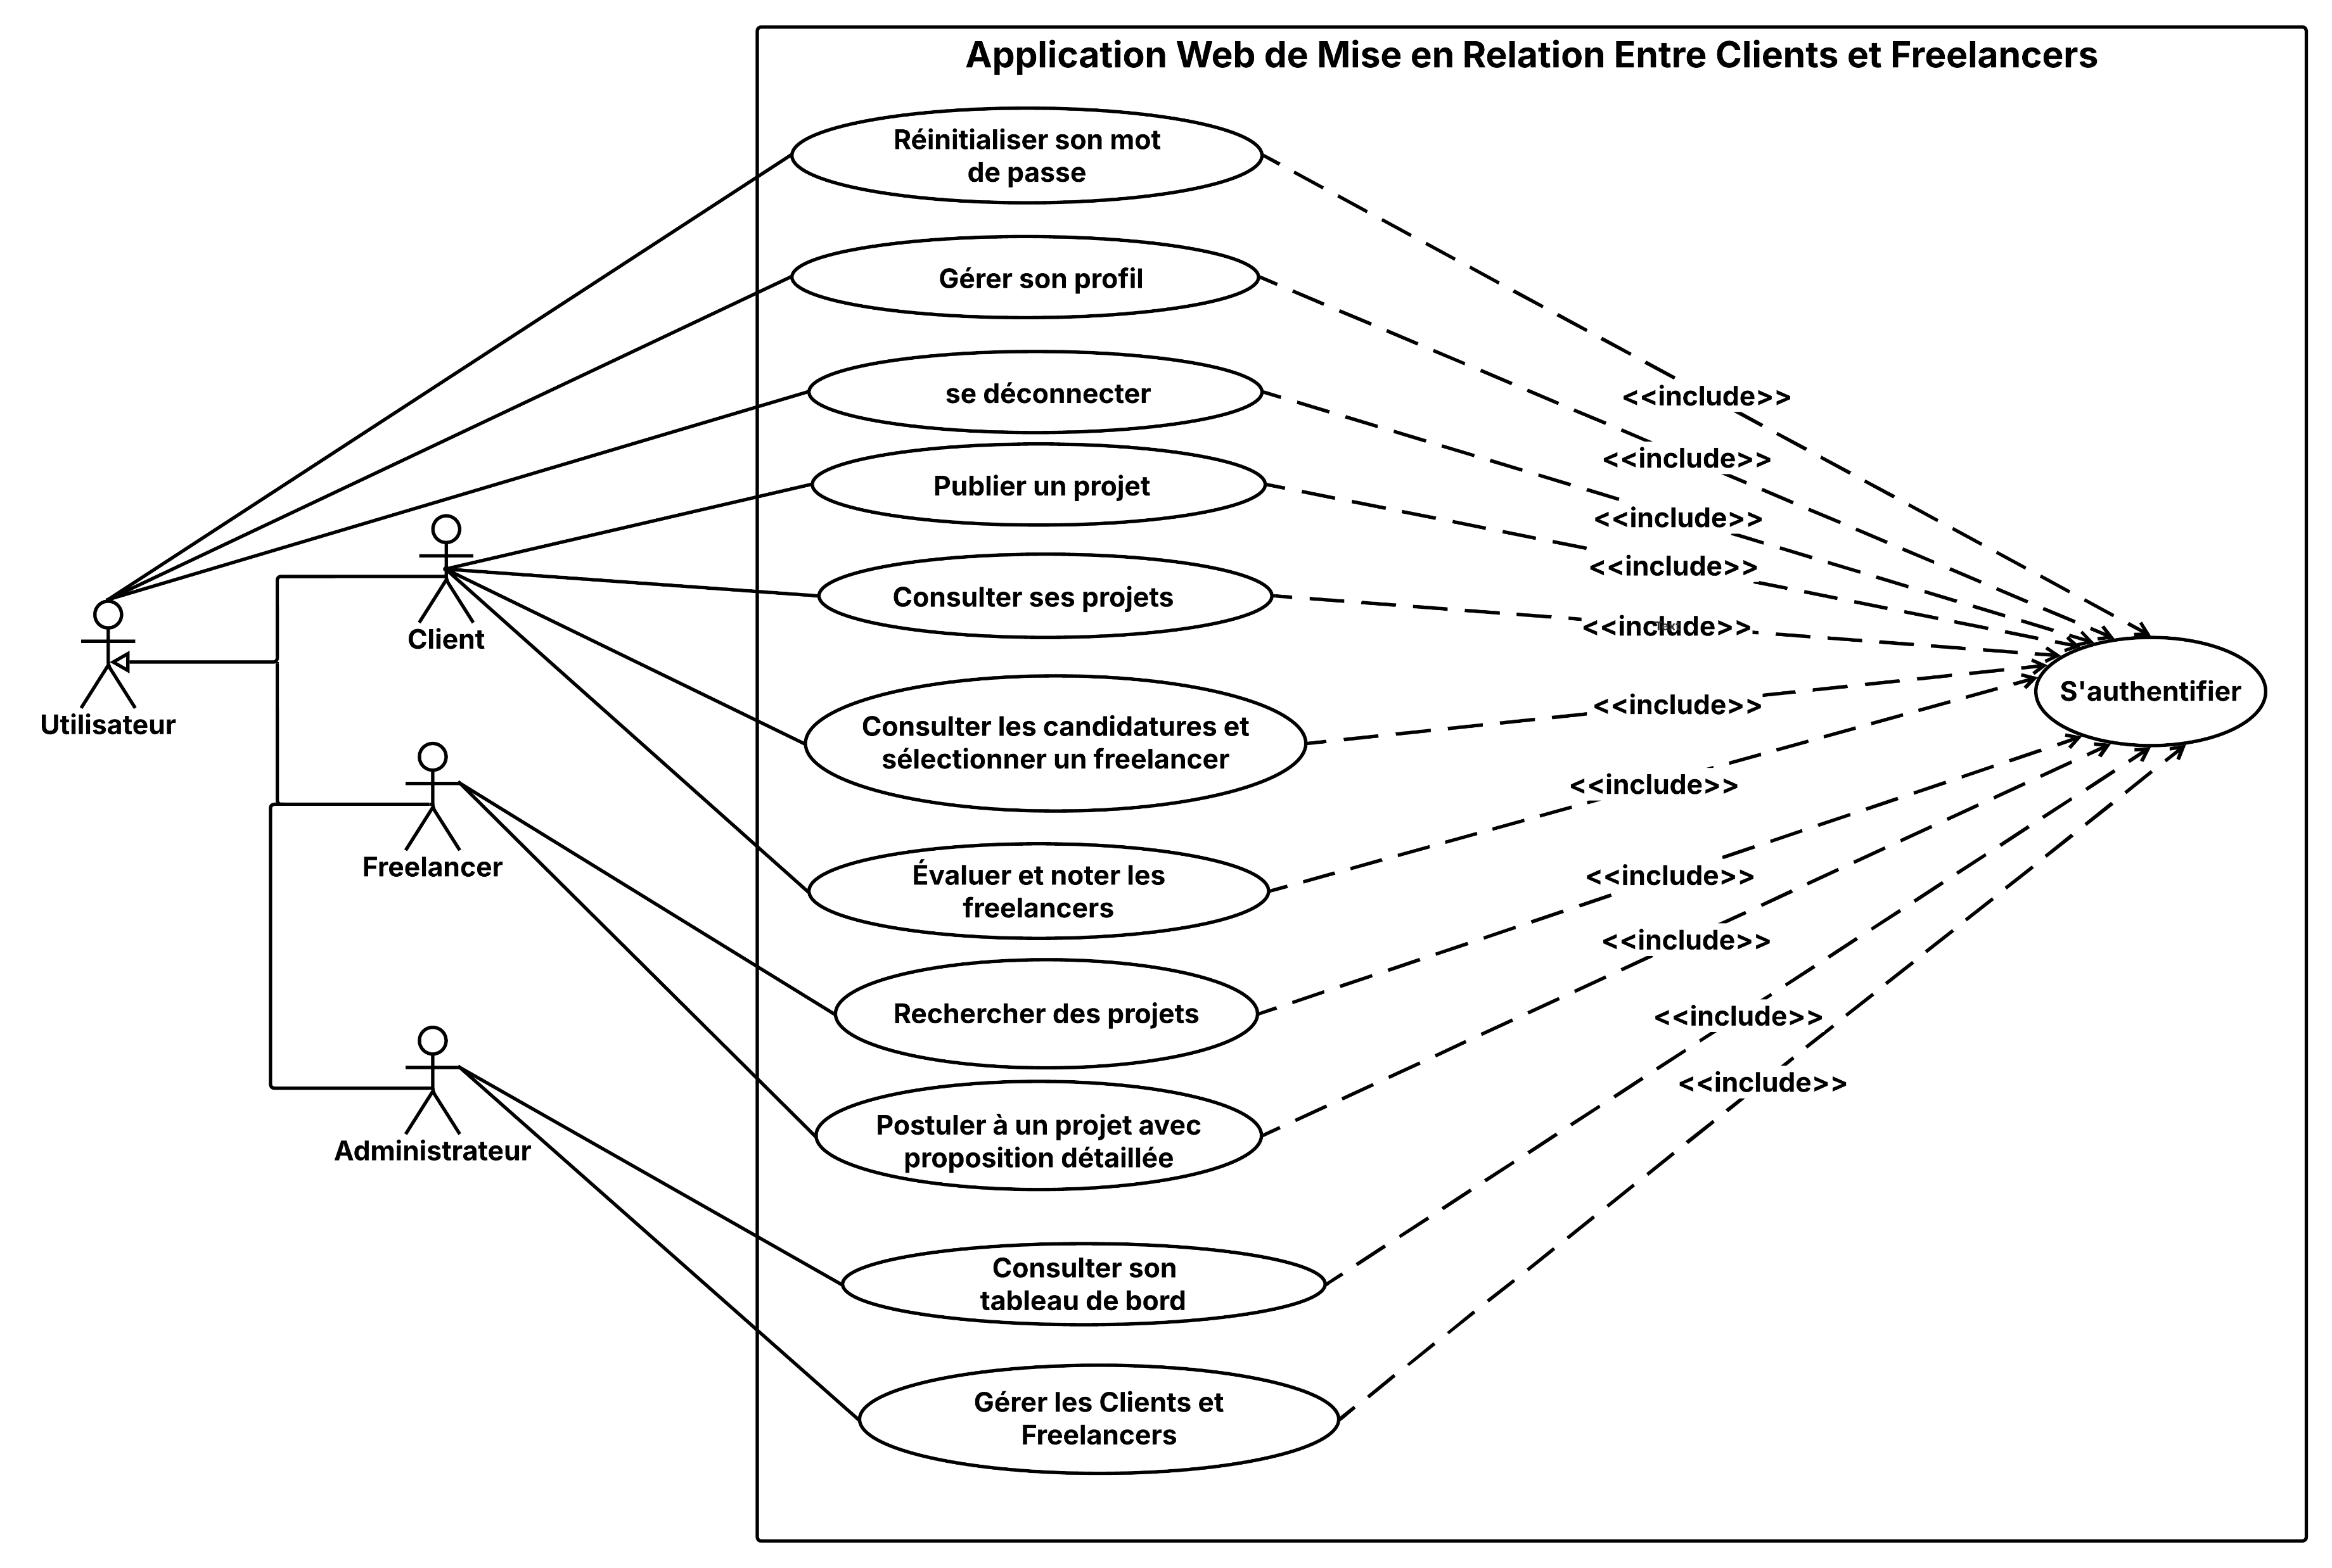 Application Web de Mise en Relation Entre Clients et Freelancers
Réinitialiser son mot
de passe
Gérer son profil
se déconnecter
<<include>>
<<include>>
Publier un projet
<<include>>
<<include>>
Consulter ses projets
<<include>>
Client
S'authentifier
<<include>>
Utilisateur
Consulter les candidatures et
sélectionner un freelancer
<<include>>
Freelancer
Évaluer et noter les
freelancers
<<include>>
<<include>>
Rechercher des projets
<<include>>
<<include>>
Postuler à un projet avec
proposition détaillée
Administrateur
Consulter son
tableau de bord
Gérer les Clients et
Freelancers